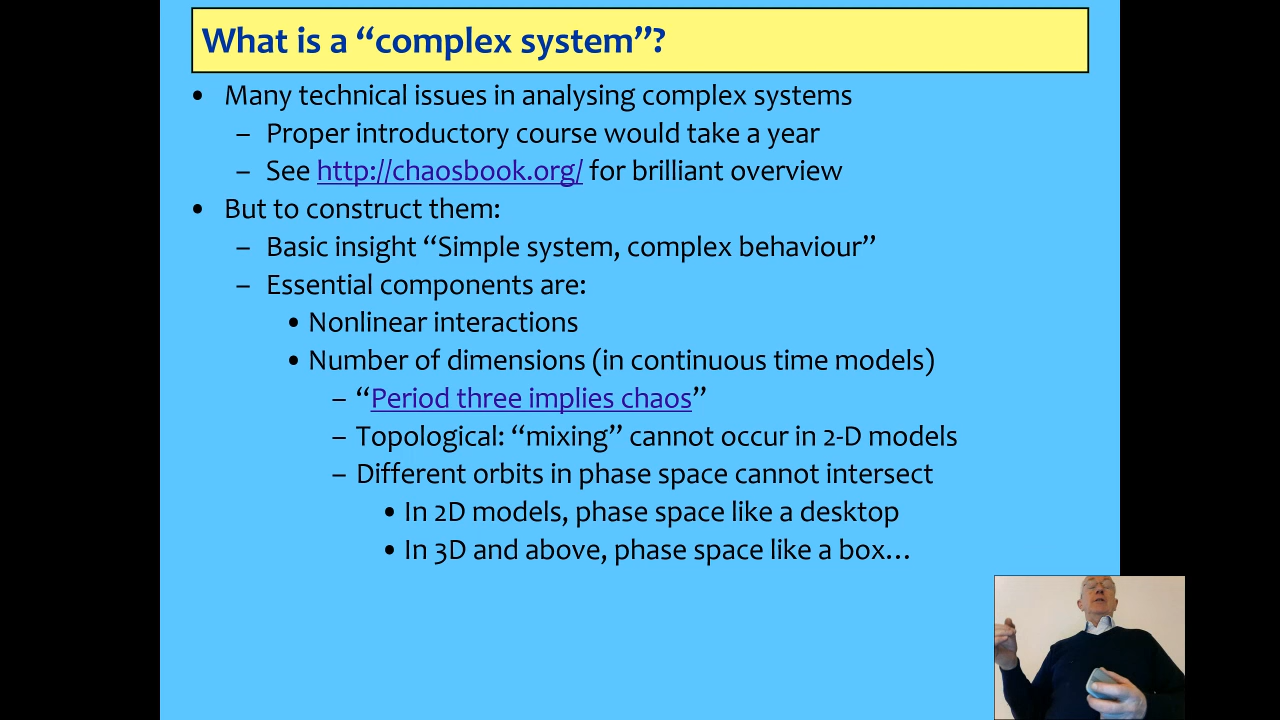 What is a “complex system”?
• Many technical issues in analysing complex systems
– Proper introductory course would take a year
– See http://chaosbook.org/ for brilliant overview
• But to construct them:
– Basic insight “Simple system, complex behaviour”
– Essential components are:
• Nonlinear interactions
• Number of dimensions (in continuous time models)
– “Period three implies chaos”
– Topological: “mixing” cannot occur in 2-D models
– Different orbits in phase space cannot intersect
• In 2D models, phase space like a desktop
• In 3D and above, phase space like a box…